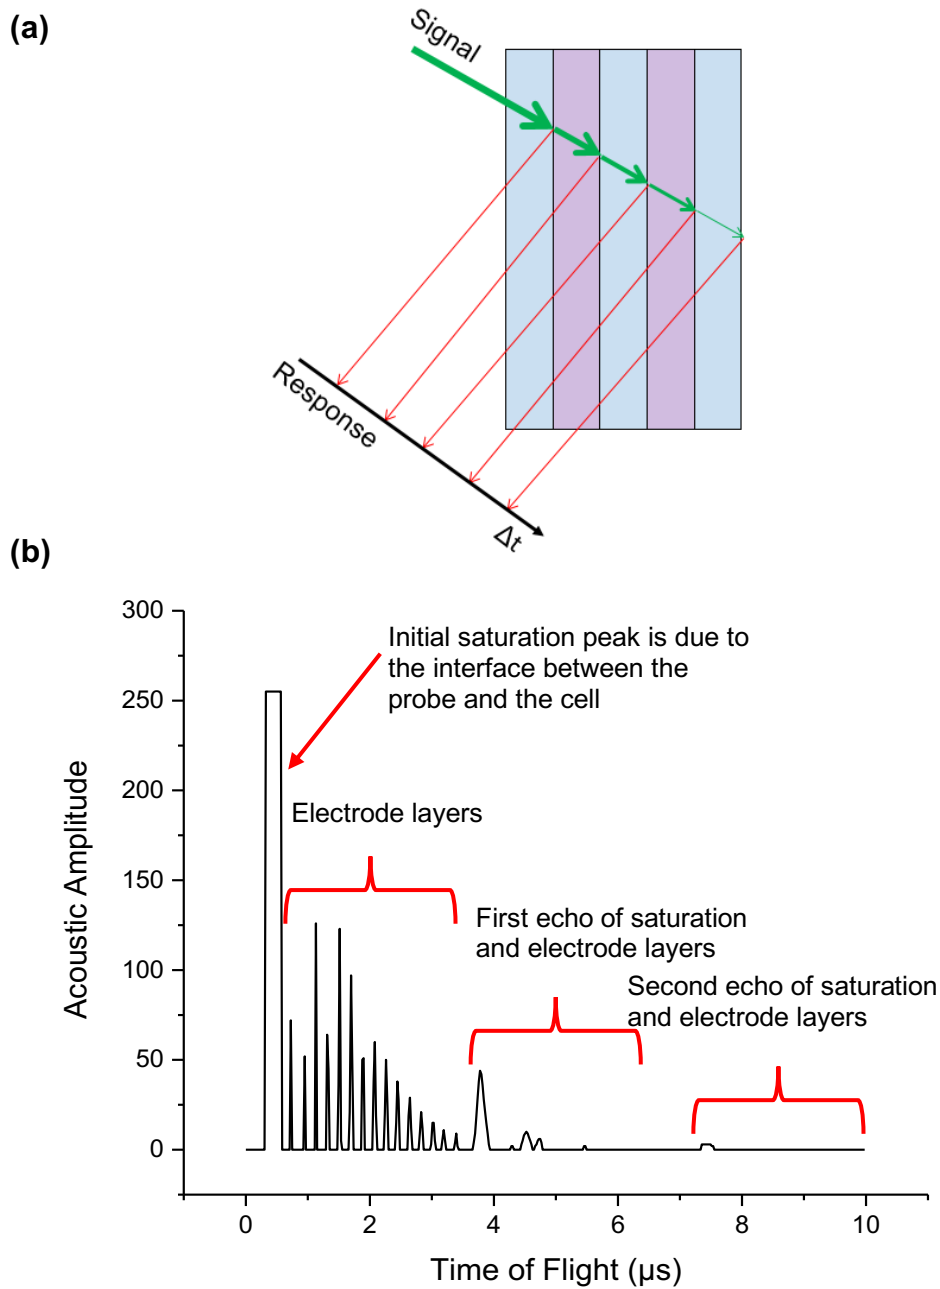 (a)
Signal
Response
Δt
(b)
300
250
200
150
100
50
0
Acoustic Amplitude
Initial saturation peak is due to
the interface between the
probe and the cell
Electrode layers
First echo of saturation
and electrode layers
Second echo of saturation
and electrode layers
0 2 4 6 8 10
Time of Flight (µs)